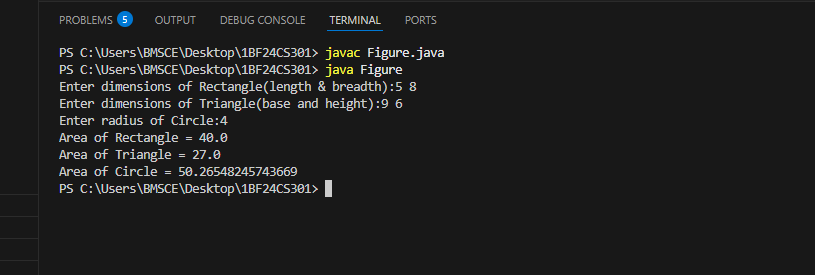 PROBLEMS 5 OUTPUT DEBUG CONSOLE TERMINAL PORTS
PS C:\Users\BMSCE\Desktop\1BF24CS301> javac Figure.java
PS C:\Users\BMSCE\Desktop\1BF24CS301> java Figure
Enter dimensions of Rectangle(length & breadth):5 8
Enter dimensions of Triangle(base and height):9 6
Enter radius of Circle:4
Area of Rectangle = 40.0
Area of Triangle = 27.0
Area of Circle = 50.26548245743669
PS C:\Users\BMSCE\Desktop\1BF24CS301>